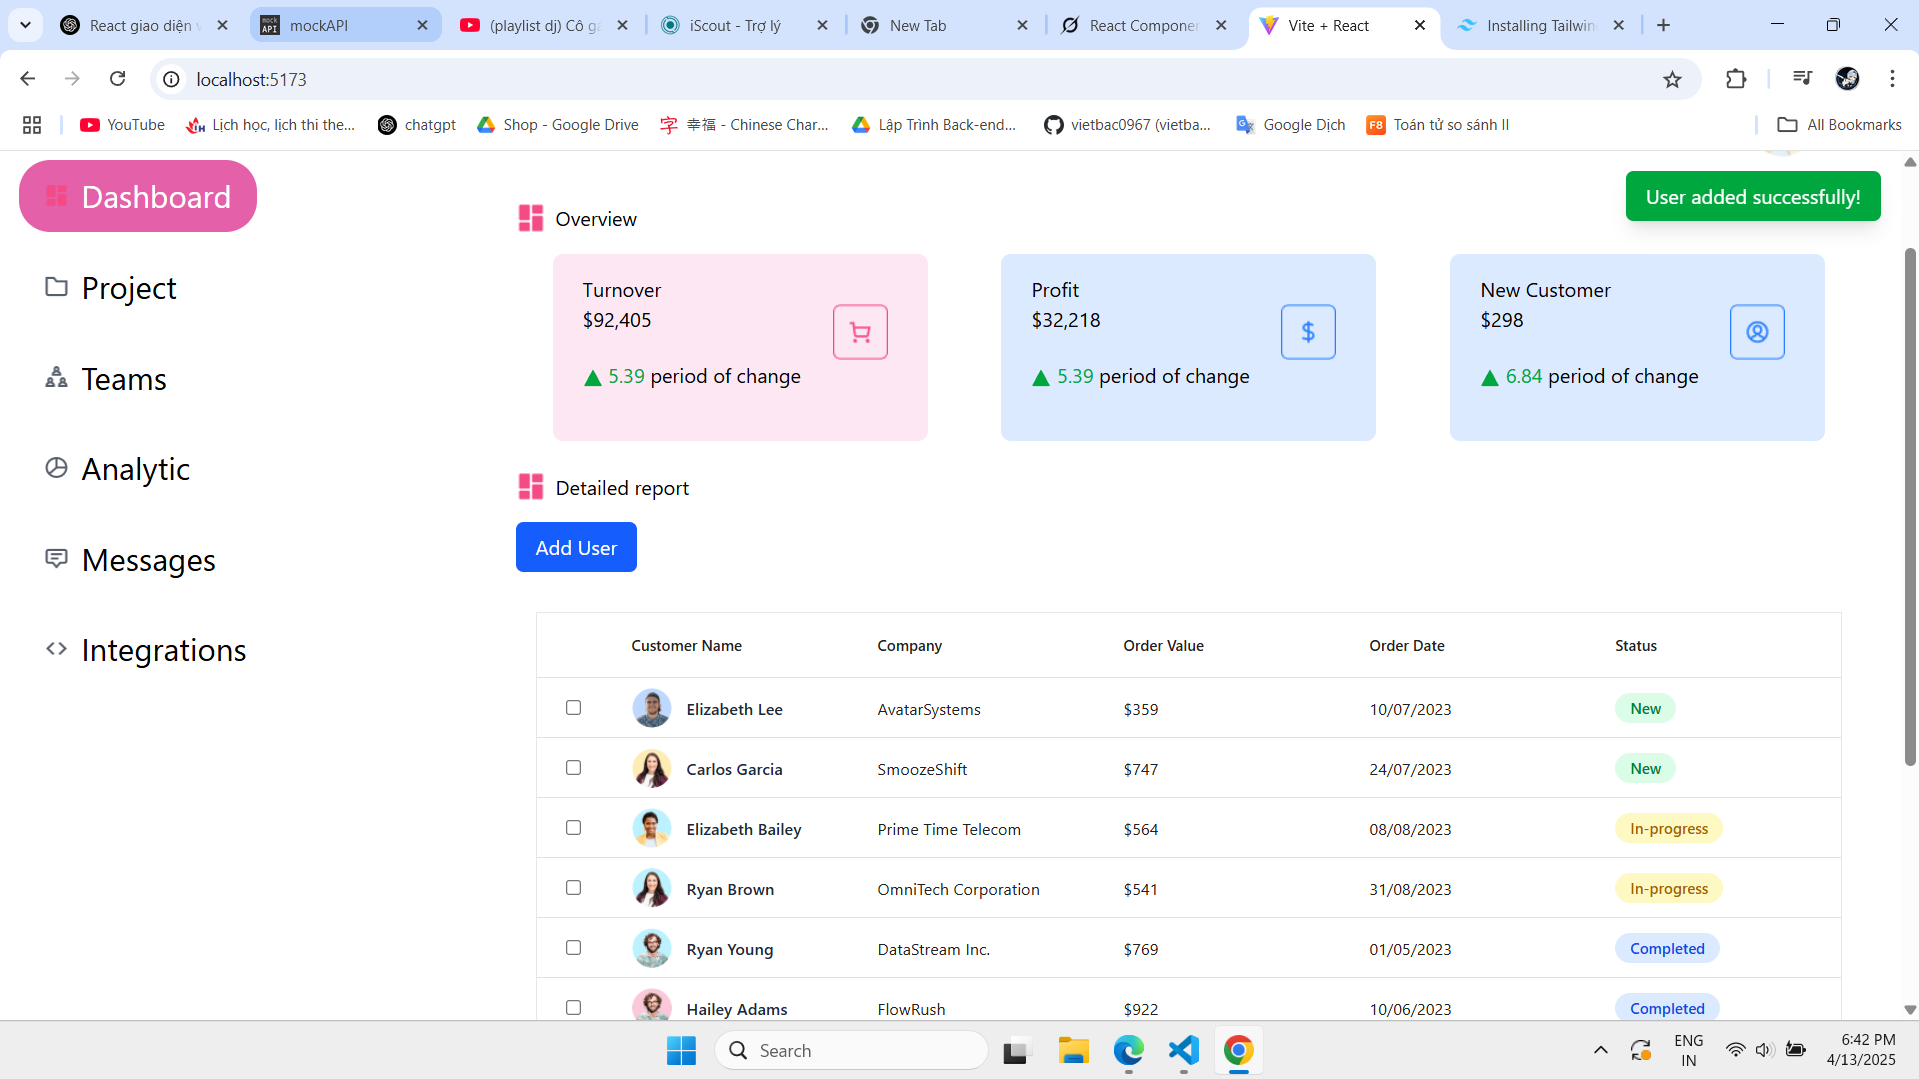 React giao diện v
mockAPI
(playlist dj) Cô gá
iScout - Trợ lý
New Tab
React Componen
Vite + React
Installing Tailwin
localhost:5173
YouTube
Lịch học, lịch thi the...
chatgpt
Shop - Google Drive
字 幸福 - Chinese Char...
Lập Trình Back-end...
vietbac0967 (vietba...
Google Dịch
F8 Toán tử so sánh II
All Bookmarks
Dashboard
Project
Teams
Analytic
Messages
Integrations
User added successfully!
Overview
Turnover
$92,405
5.39 period of change
Profit
$32,218
5.39 period of change
New Customer
$298
6.84 period of change
Detailed report
Add User
Customer Name Company Order Value Order Date Status
Elizabeth Lee AvatarSystems $359 10/07/2023 New
Carlos Garcia SmoozeShift $747 24/07/2023 New
Elizabeth Bailey Prime Time Telecom $564 08/08/2023 In-progress
Ryan Brown OmniTech Corporation $541 31/08/2023 In-progress
Ryan Young DataStream Inc. $769 01/05/2023 Completed
Hailey Adams FlowRush $922 10/06/2023 Completed
Search
ENG
IN
6:42 PM
4/13/2025